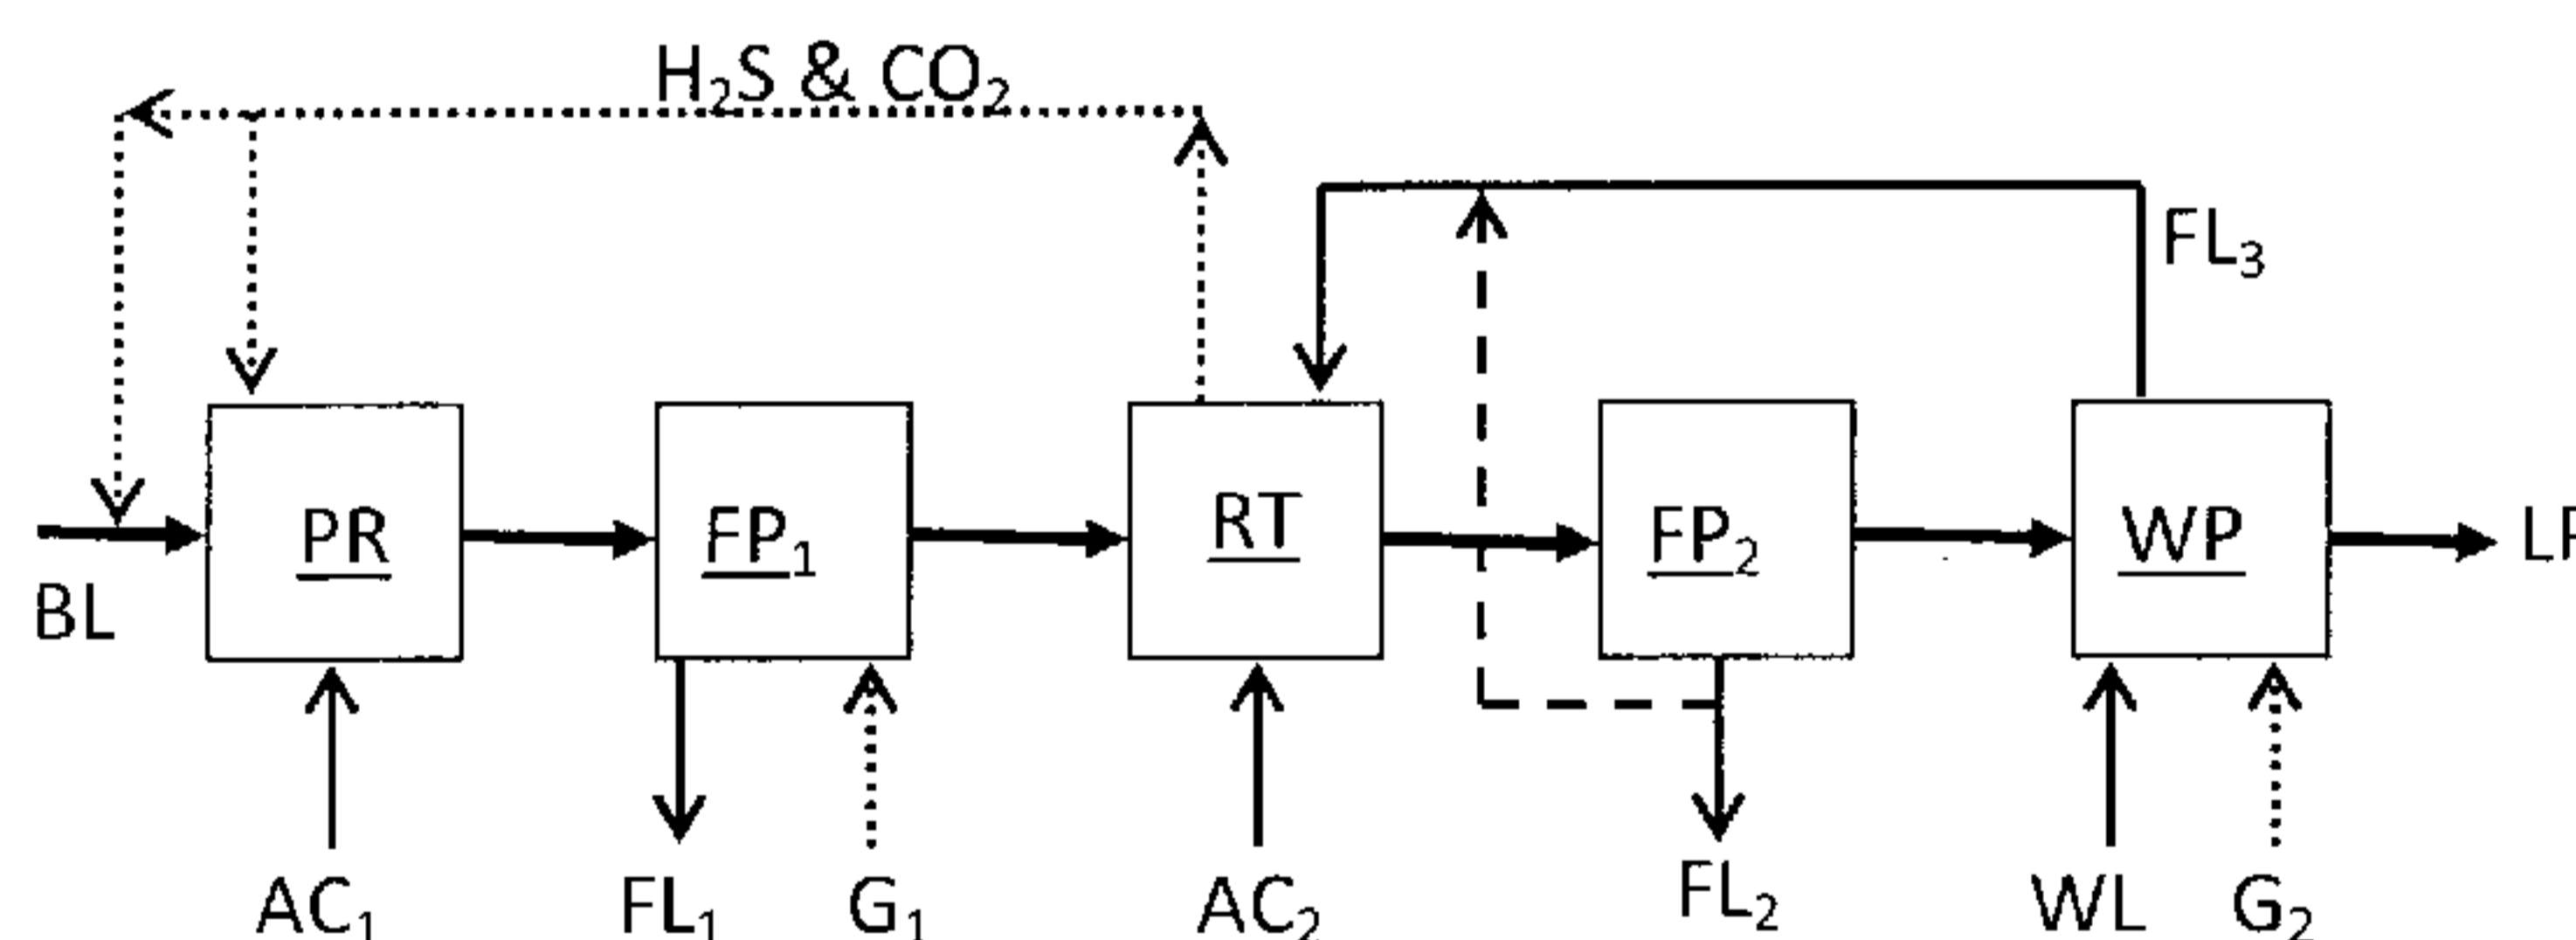 H₂S & CO₂
FL₃
PR
FP₁
RT
FP₂
WP
BL
AC₁
FL₁
G₁
AC₂
FL₂
WL
G₂